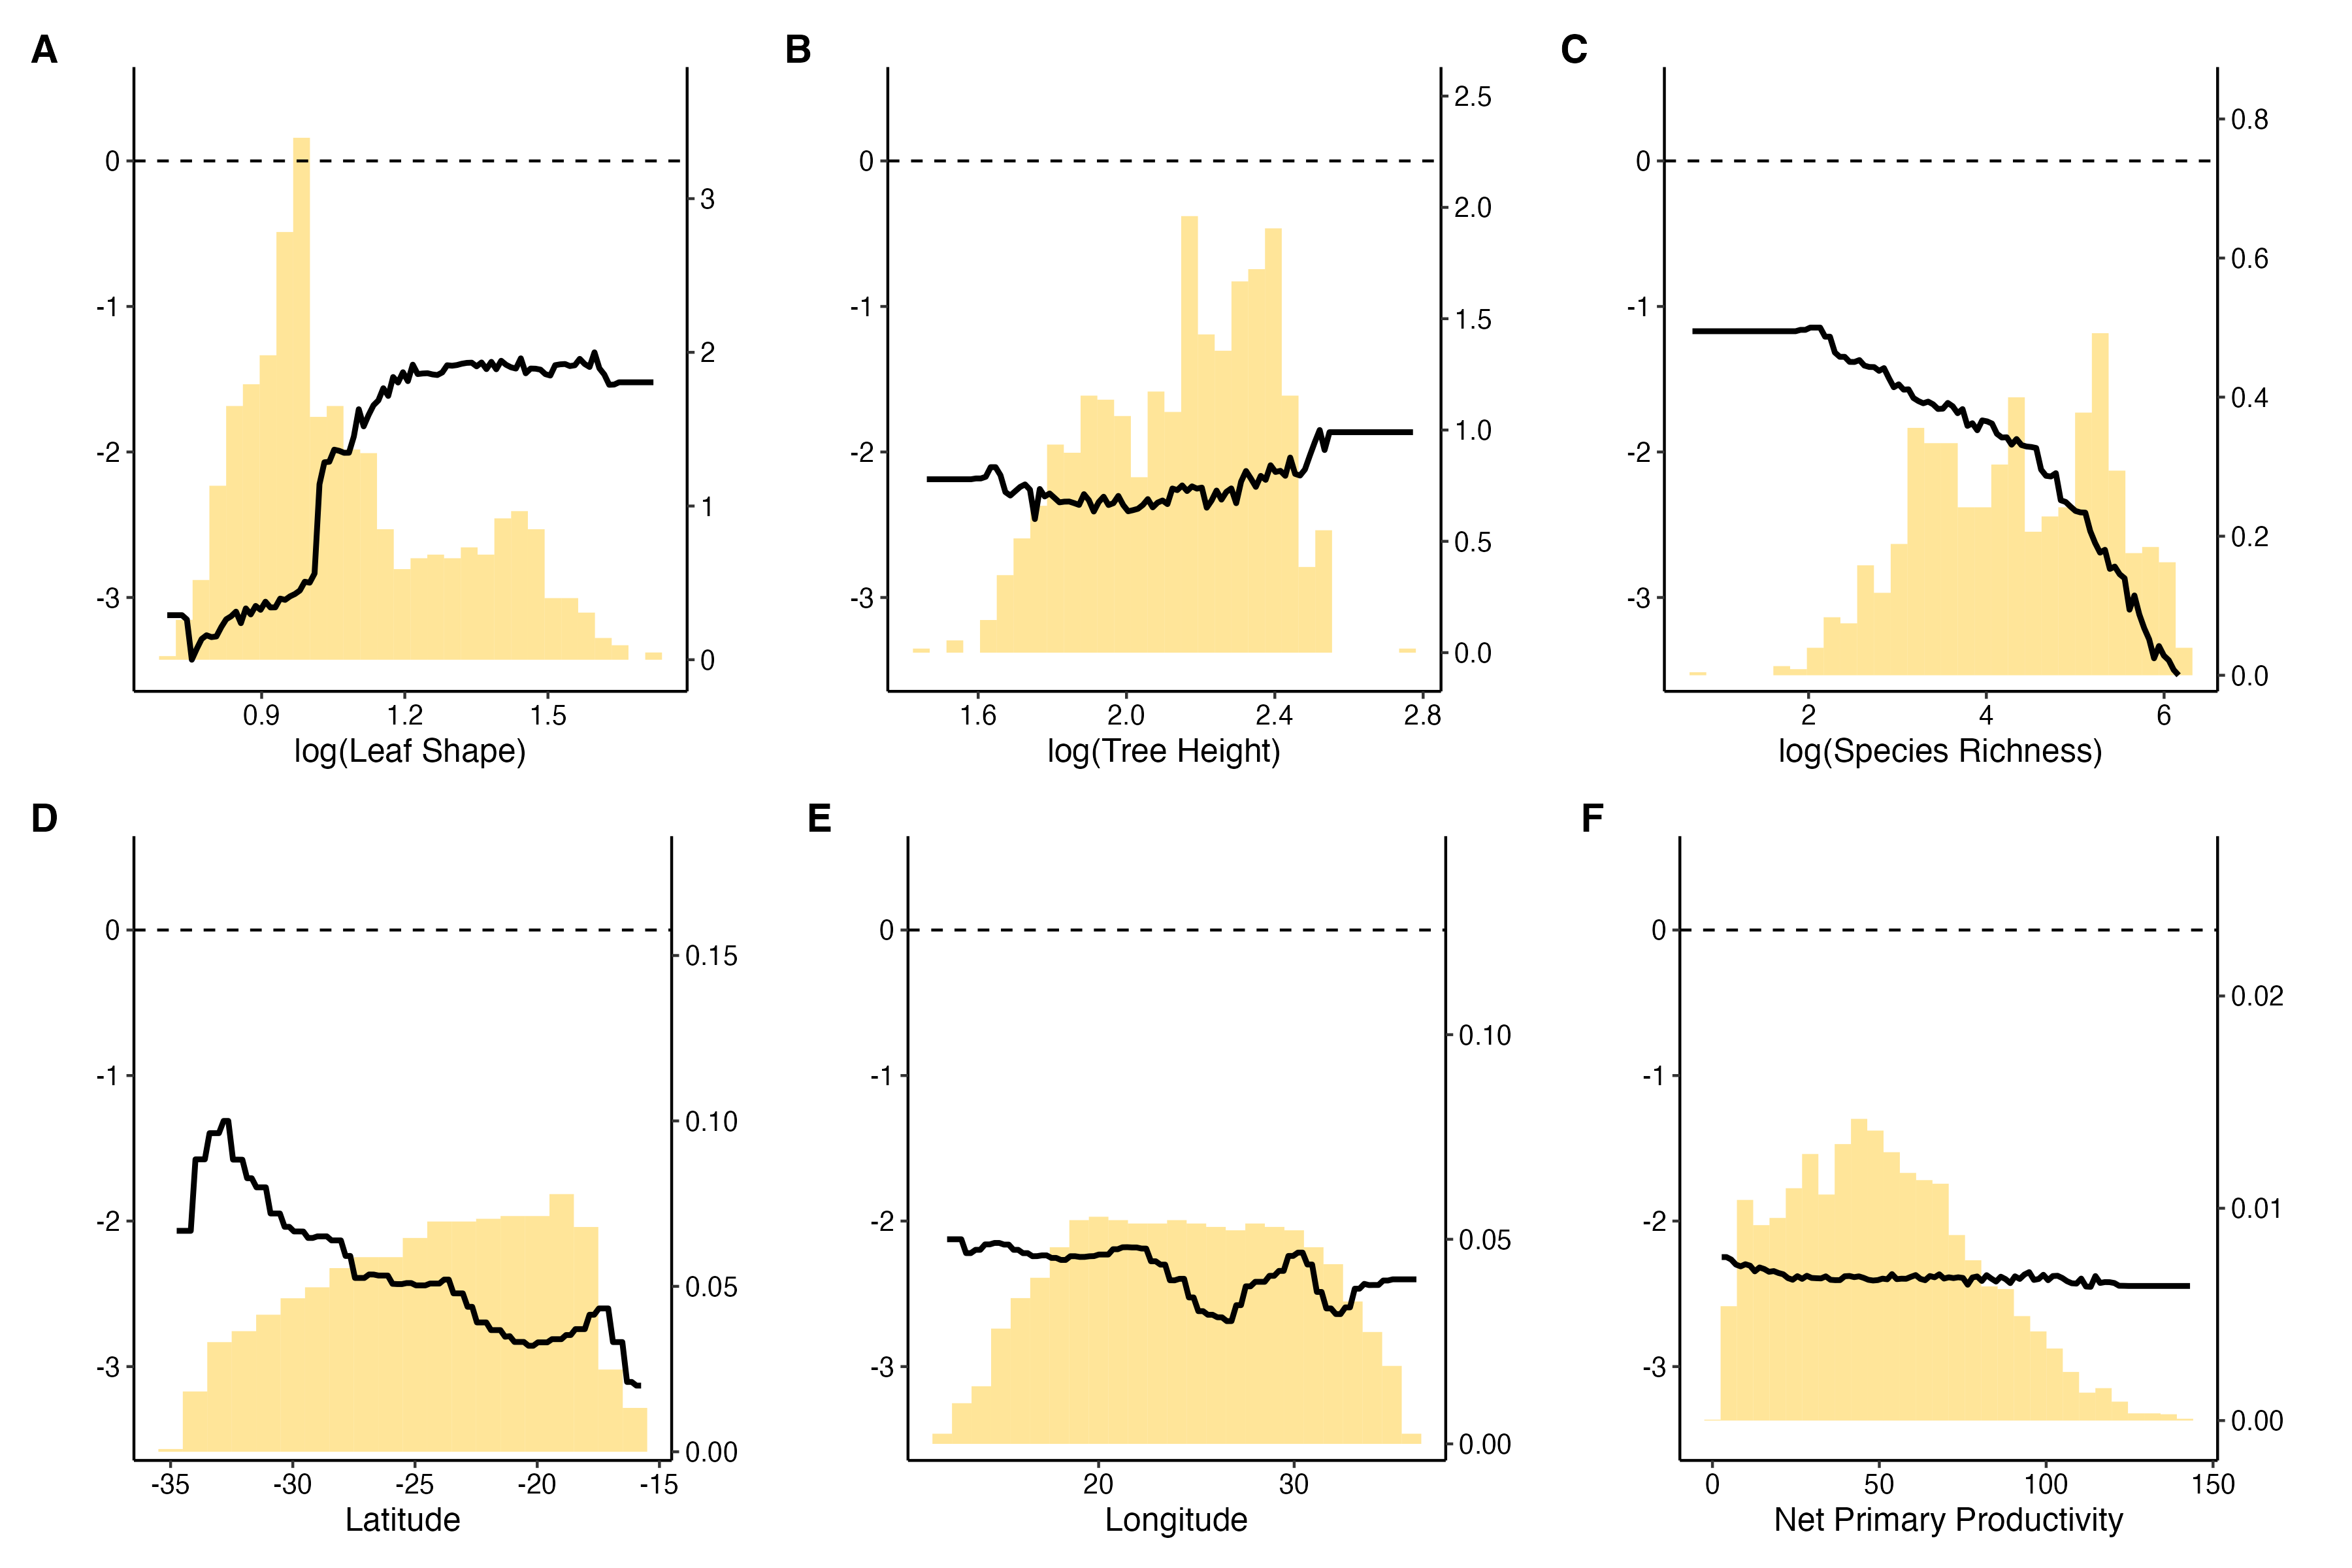 A
0
-1
-2
-3
3
2
1
0
0.9 1.2 1.5
log(Leaf Shape)
B
0
-1
-2
-3
2.5
2.0
1.5
1.0
0.5
0.0
1.6 2.0 2.4 2.8
log(Tree Height)
C
0
-1
-2
-3
0.8
0.6
0.4
0.2
0.0
2 4 6
log(Species Richness)
D
0
-1
-2
-3
0.15
0.10
0.05
0.00
-35 -30 -25 -20 -15
Latitude
E
0
-1
-2
-3
0.10
0.05
0.00
20 30
Longitude
F
0
-1
-2
-3
0.02
0.01
0.00
0 50 100 150
Net Primary Productivity